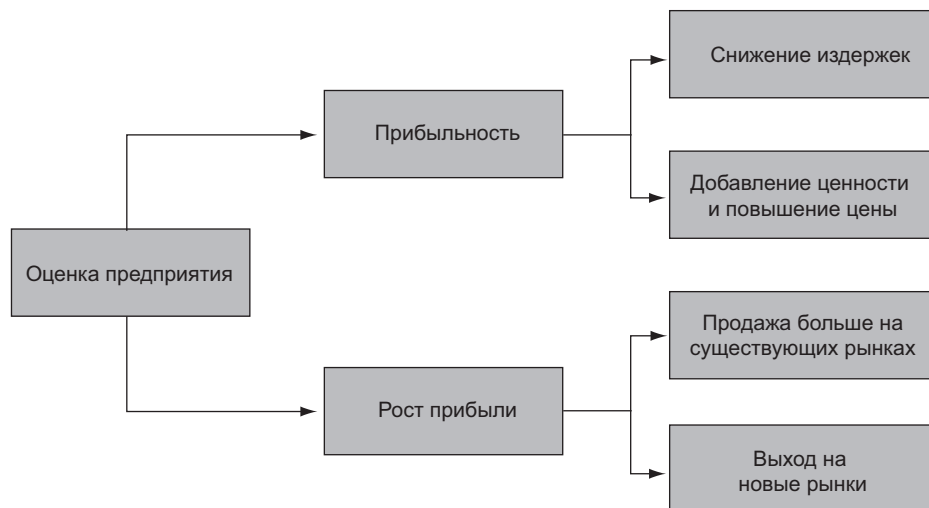 Снижение издержек
Прибыльность
Добавление ценности
и повышение цены
Оценка предприятия
Продажа больше на
существующих рынках
Рост прибыли
Выход на
новые рынки